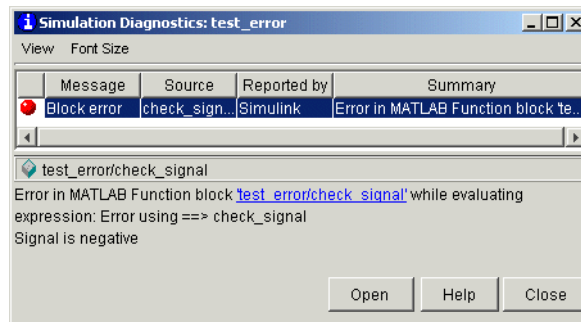 Simulation Diagnostics: test_error
View Font Size
Message Source Reported by Summary
Block error check_sign... Simulink Error in MATLAB Function block 'te...
test_error/check_signal
Error in MATLAB Function block 'test_error/check_signal' while evaluating
expression: Error using ==> check_signal
Signal is negative
Open Help Close